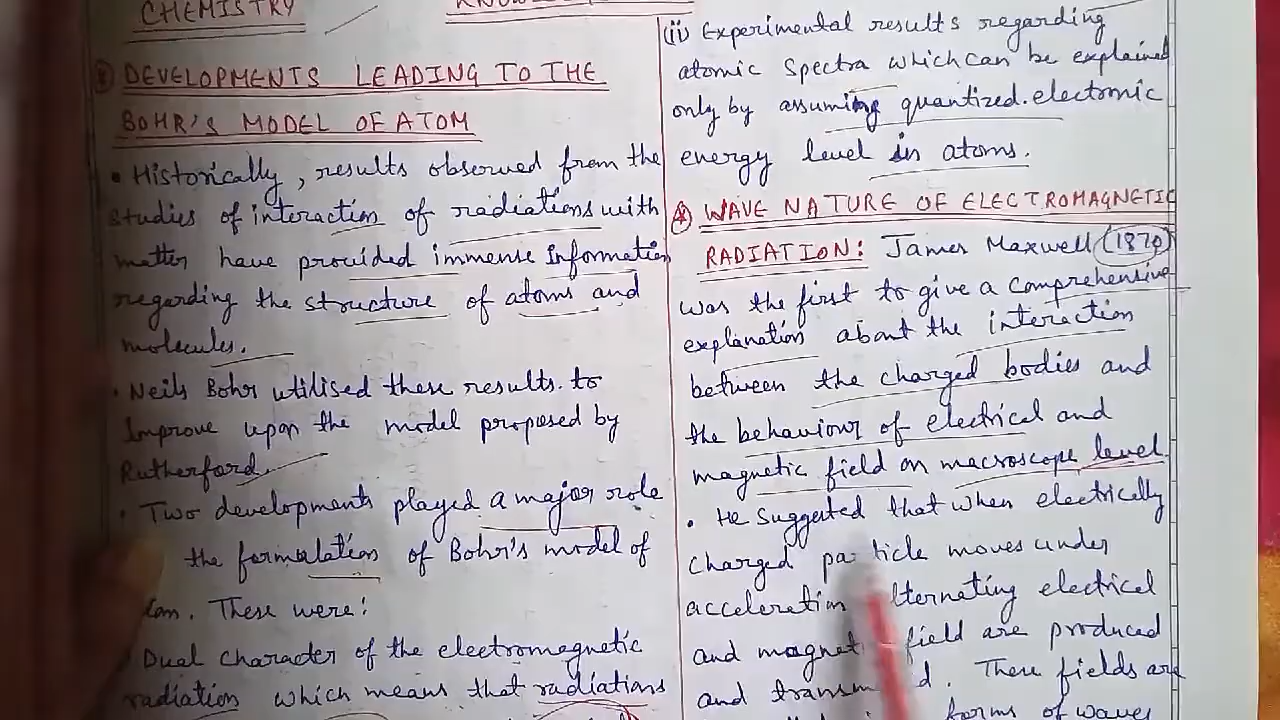 CHEMISTRY
DEVELOPMENTS LEADING TO THE
BOHR'S MODEL OF ATOM
• Historically, results observed from the
studies of interaction of radiations with
matter have provided immense information
regarding the structure of atoms and
molecules.
• Neils Bohr utilised these results to
improve upon the model proposed by
Rutherford
• Two developments played a major role
the formulation of Bohr's model of
These were:
Dual character of the electromagnetic
radiation which means that radiations
(ii) Experimental results regarding
atomic spectra which can be explained
only by assuming quantized electronic
energy level in atoms.
WAVE NATURE OF ELECTROMAGNETIC
RADIATION: James Maxwell (1870)
was the first to give a comprehensive
explanation about the interaction
between the charged bodies and
the behaviour of electrical and
magnetic field on macroscope level.
• He suggested that when electrically
charged particle moves under
acceleration alternating electrical
and magnet field are produced
and transm d. These fields are
forms of waves